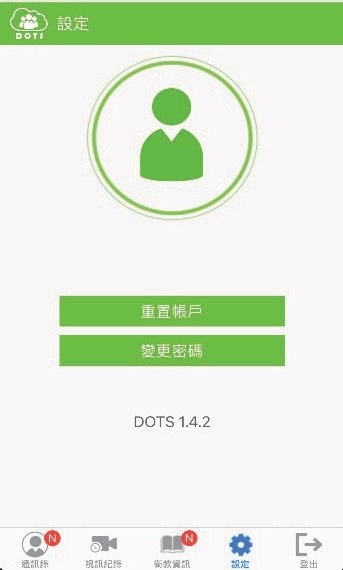 DOTS
設定
重置帳戶
變更密碼
DOTS 1.4.2
N
N
通訊錄
視訊紀錄
衛教資訊
設定
登出